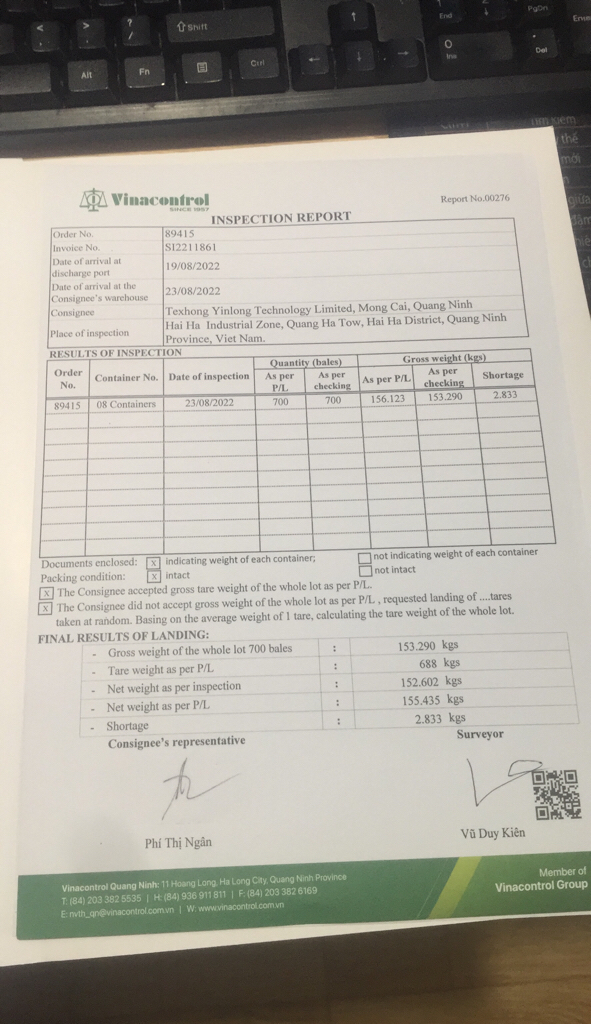 <
>
?
/
Shift
Alt
Fn
Ctrl
End
PgDn
0
Ins
Del
thế
mới
Vinacontrol
SINCE 1957
Report No.00276
INSPECTION REPORT
Order No. 89415
Invoice No. SI2211861
Date of arrival at discharge port 19/08/2022
Date of arrival at the Consignee's warehouse 23/08/2022
Consignee Texhong Yinlong Technology Limited, Mong Cai, Quang Ninh
Place of inspection Hai Ha Industrial Zone, Quang Ha Tow, Hai Ha District, Quang Ninh
Province, Viet Nam.
RESULTS OF INSPECTION
Order No. Container No. Date of inspection Quantity (bales) Gross weight (kgs)
As per P/L As per checking As per P/L As per checking Shortage
89415 08 Containers 23/08/2022 700 700 156.123 153.290 2.833
Documents enclosed: x indicating weight of each container; not indicating weight of each container
Packing condition: x intact not intact
x The Consignee accepted gross tare weight of the whole lot as per P/L.
x The Consignee did not accept gross weight of the whole lot as per P/L , requested landing of ....tares
taken at random. Basing on the average weight of 1 tare, calculating the tare weight of the whole lot.
FINAL RESULTS OF LANDING:
- Gross weight of the whole lot 700 bales : 153.290 kgs
- Tare weight as per P/L : 688 kgs
- Net weight as per inspection : 152.602 kgs
- Net weight as per P/L : 155.435 kgs
- Shortage : 2.833 kgs
Consignee's representative Surveyor
Phí Thị Ngân Vũ Duy Kiên
Vinacontrol Quang Ninh: 11 Hoang Long, Ha Long City, Quang Ninh Province
T: (84) 203 382 5535 | H: (84) 936 911 811 | F: (84) 203 382 6169
E: nvth_qn@vinacontrol.com.vn | W: www.vinacontrol.com.vn
Member of
Vinacontrol Group